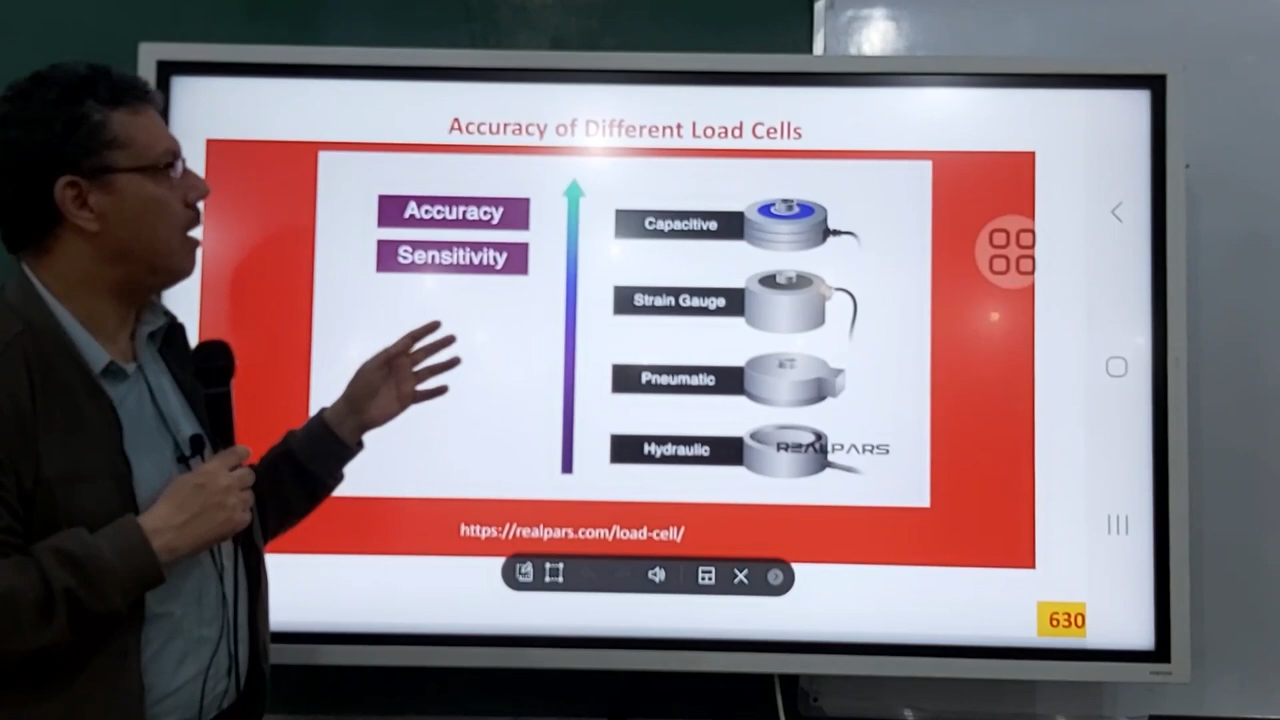 Accuracy of Different Load Cells
Accuracy
Sensitivity
Capacitive
Strain Gauge
Pneumatic
Hydraulic
REALPARS
https://realpars.com/load-cell/
630